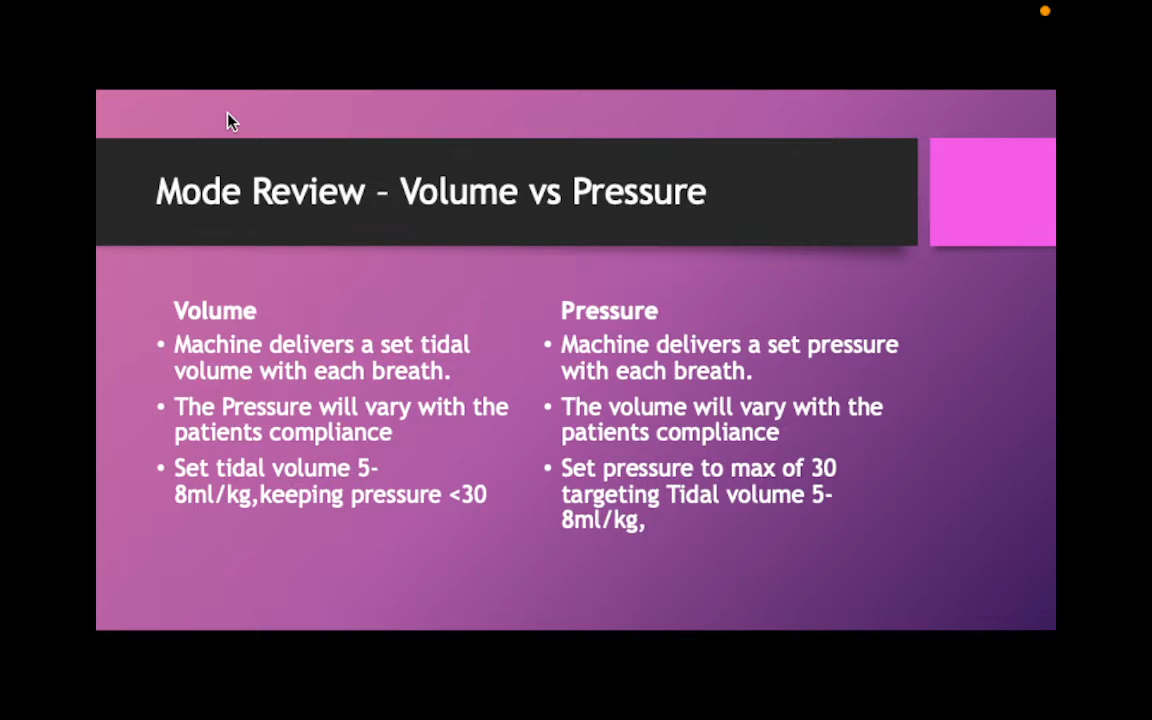 Mode Review – Volume vs Pressure
Volume
• Machine delivers a set tidal
volume with each breath.
• The Pressure will vary with the
patients compliance
• Set tidal volume 5-
8ml/kg,keeping pressure <30
Pressure
• Machine delivers a set pressure
with each breath.
• The volume will vary with the
patients compliance
• Set pressure to max of 30
targeting Tidal volume 5-
8ml/kg,